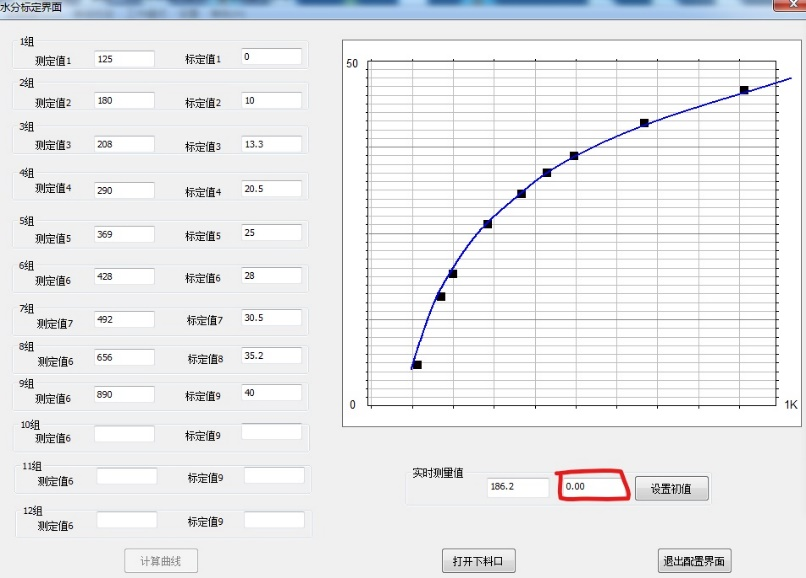 水分标定界面
1组
测定值1 125 标定值1 0
2组
测定值2 180 标定值2 10
3组
测定值3 208 标定值3 13.3
4组
测定值4 290 标定值4 20.5
5组
测定值5 369 标定值5 25
6组
测定值6 428 标定值6 28
7组
测定值7 492 标定值7 30.5
8组
测定值6 656 标定值8 35.2
9组
测定值6 890 标定值9 40
10组
测定值6 标定值9
11组
测定值6 标定值9
12组
测定值6 标定值9
计算曲线
50
0 1K
实时测量值
186.2 0.00 设置初值
打开下料口 退出配置界面